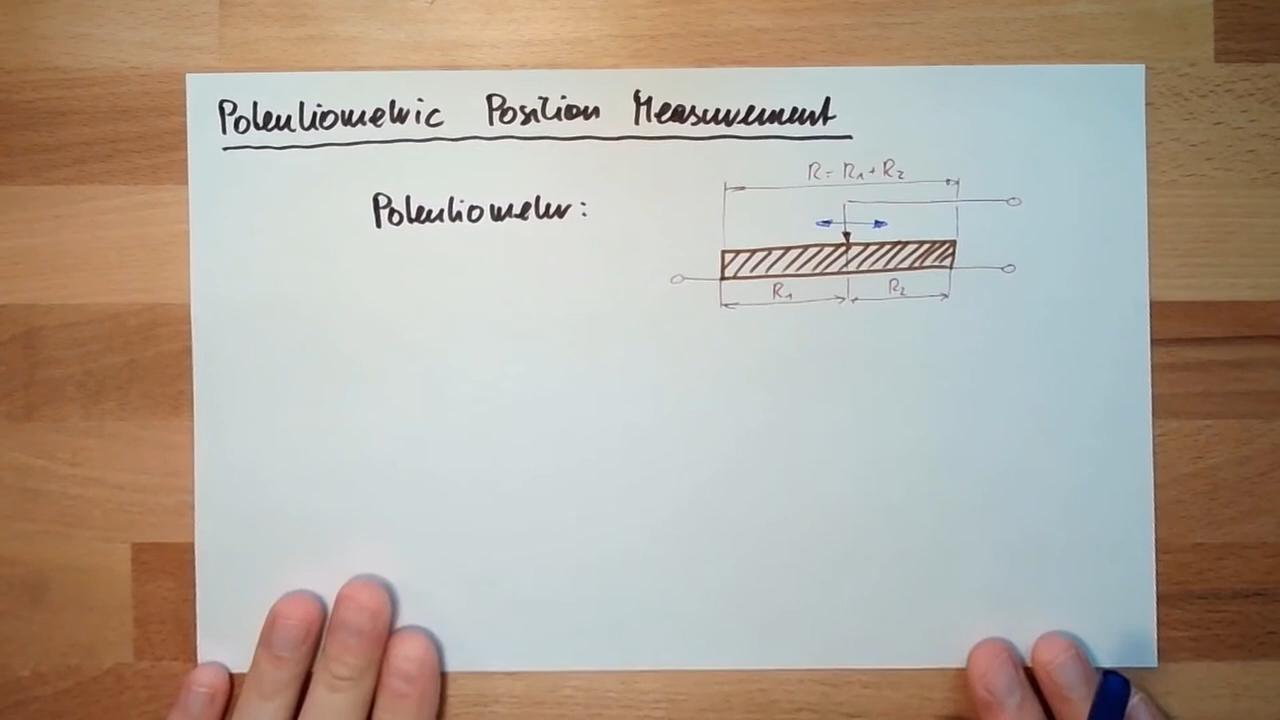 Potentiometric Position Measurement
R = R1 + R2
Potentiometer:
R1 R2